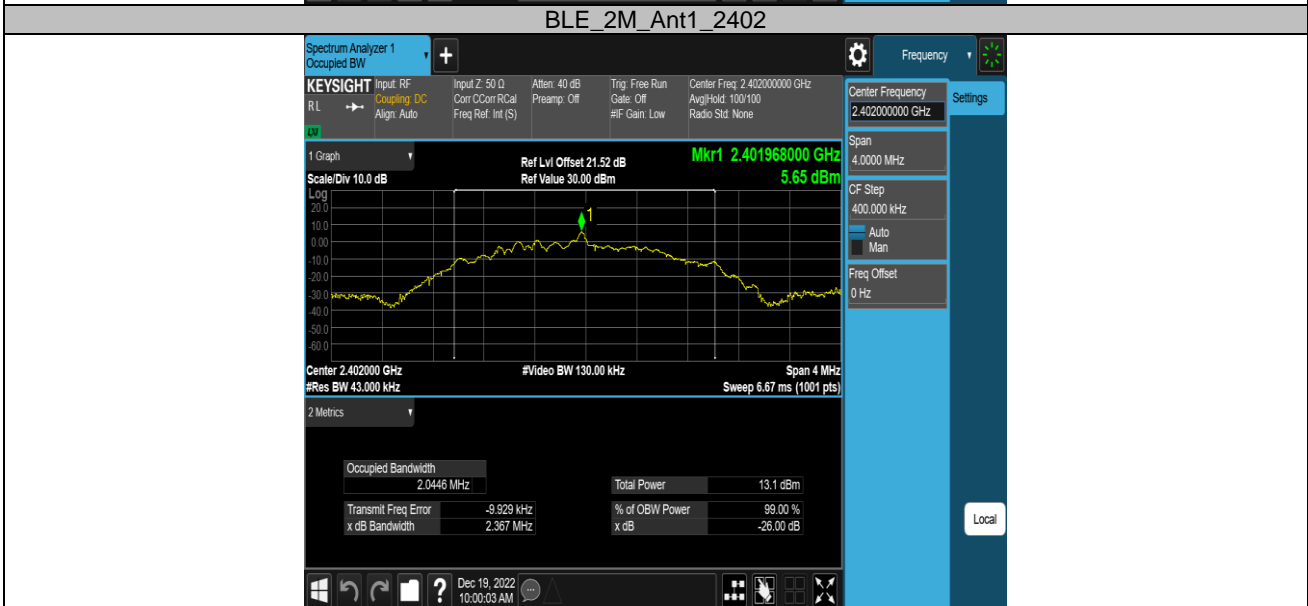 BLE_2M_Ant1_2402
Spectrum Analyzer 1
Occupied BW
+
Frequency
KEYSIGHT
RL
LXI
Input: RF
Coupling: DC
Align: Auto
Input Z: 50 Ω
Corr CCorr RCal
Freq Ref: Int (S)
Atten: 40 dB
Preamp: Off
Trig: Free Run
Gate: Off
#IF Gain: Low
Center Freq: 2.402000000 GHz
Avg|Hold: 100/100
Radio Std: None
Center Frequency
2.402000000 GHz
Settings
Span
4.0000 MHz
CF Step
400.000 kHz
Auto
Man
Freq Offset
0 Hz
Local
1 Graph
Scale/Div 10.0 dB
Ref Lvl Offset 21.52 dB
Ref Value 30.00 dBm
Mkr1 2.401968000 GHz
5.65 dBm
Log
20.0
10.0
0.00
-10.0
-20.0
-30.0
-40.0
-50.0
-60.0
1
Center 2.402000 GHz
#Res BW 43.000 kHz
#Video BW 130.00 kHz
Span 4 MHz
Sweep 6.67 ms (1001 pts)
2 Metrics
Occupied Bandwidth
2.0446 MHz
Total Power 13.1 dBm
Transmit Freq Error -9.929 kHz
% of OBW Power 99.00 %
x dB Bandwidth 2.367 MHz
x dB -26.00 dB
?
Dec 19, 2022
10:00:03 AM